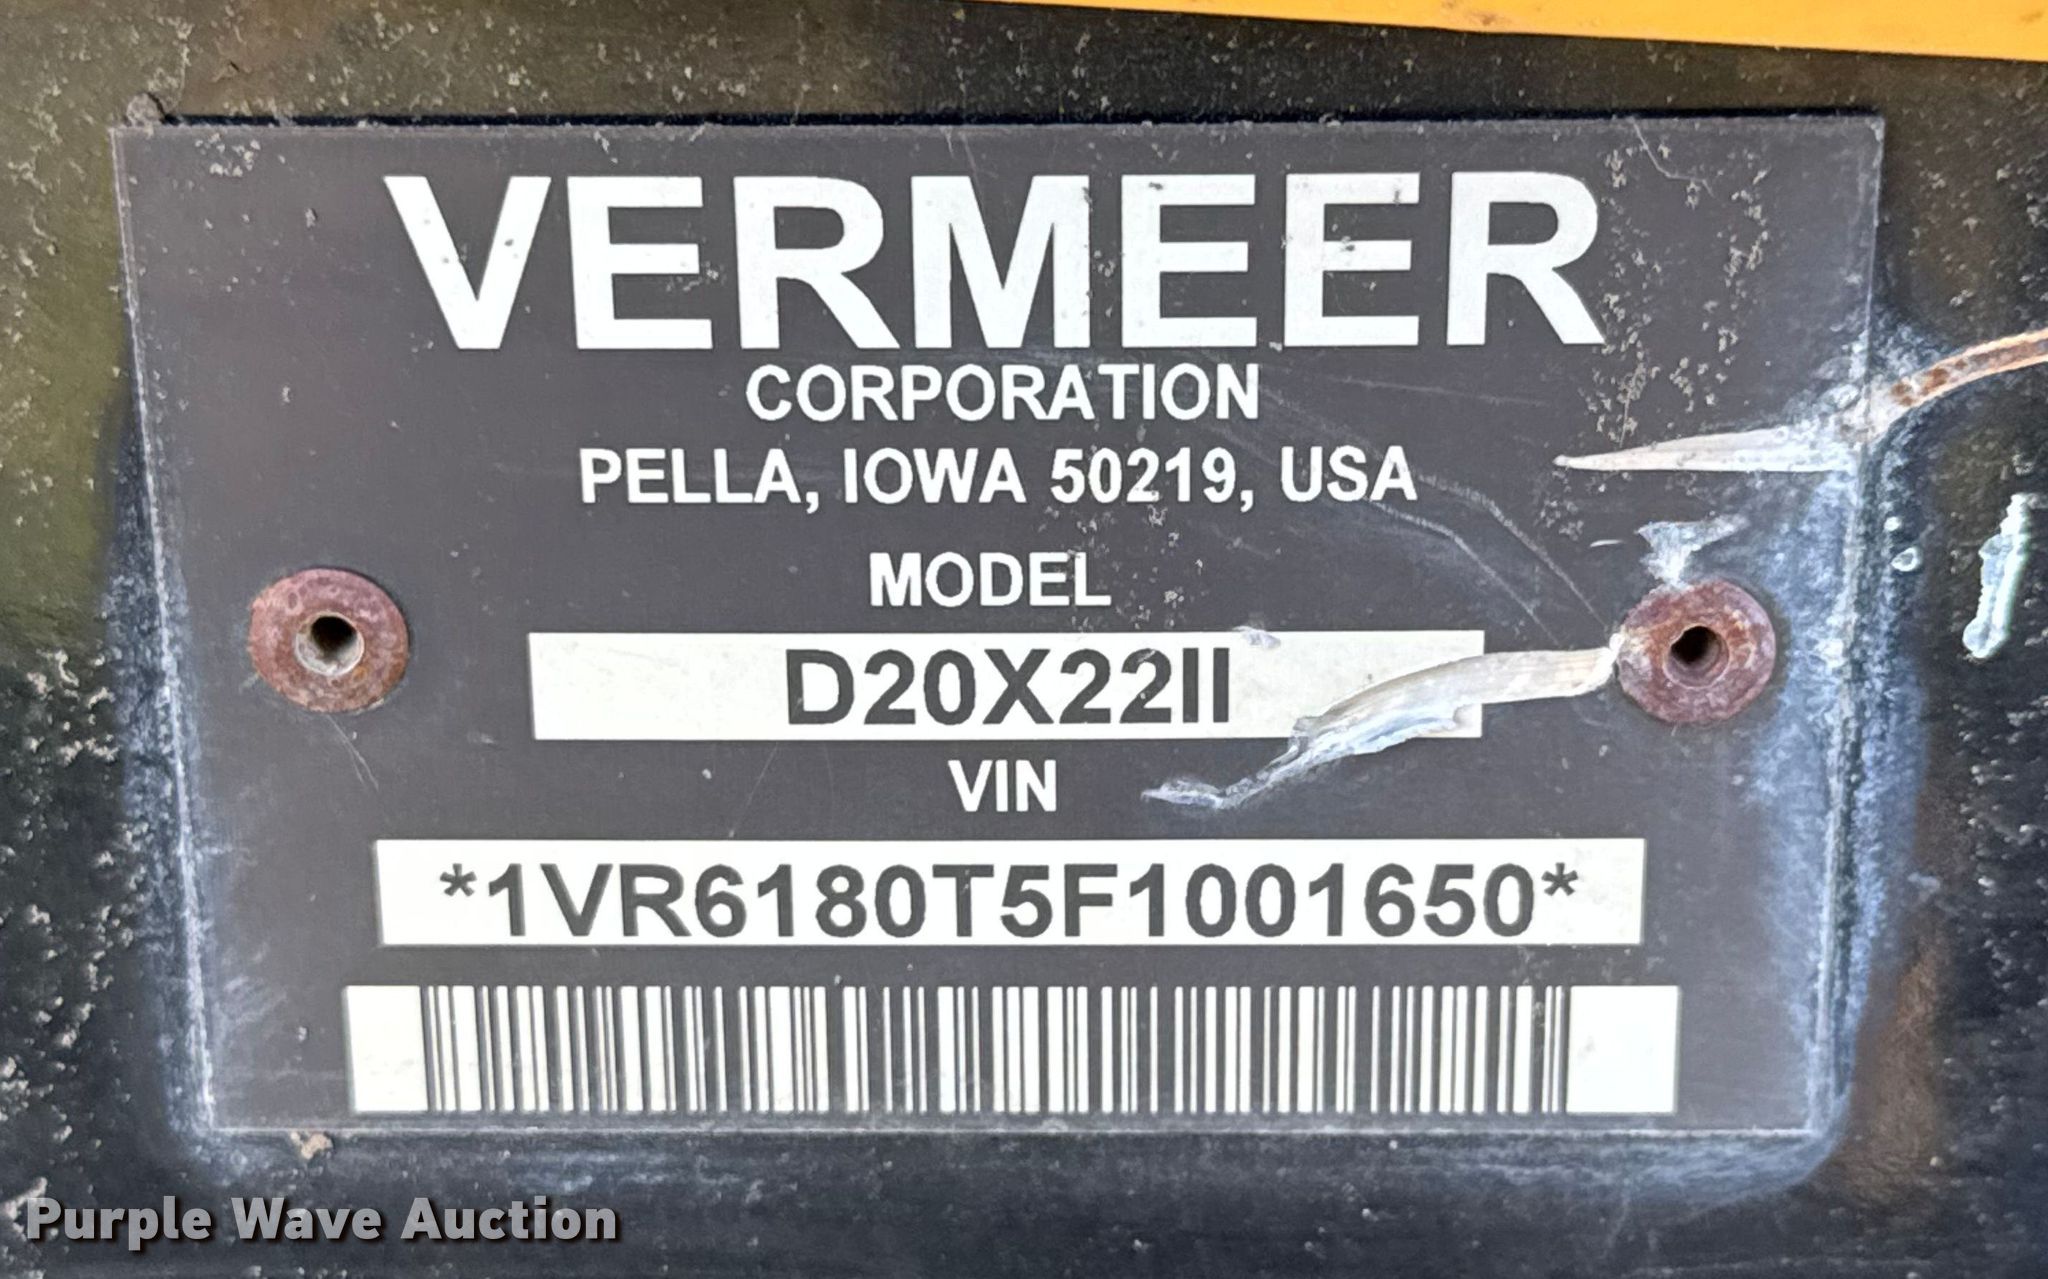 VERMEER
CORPORATION
PELLA, IOWA 50219, USA
MODEL
D20X22II
VIN
*1VR6180T5F1001650*
Purple Wave Auction